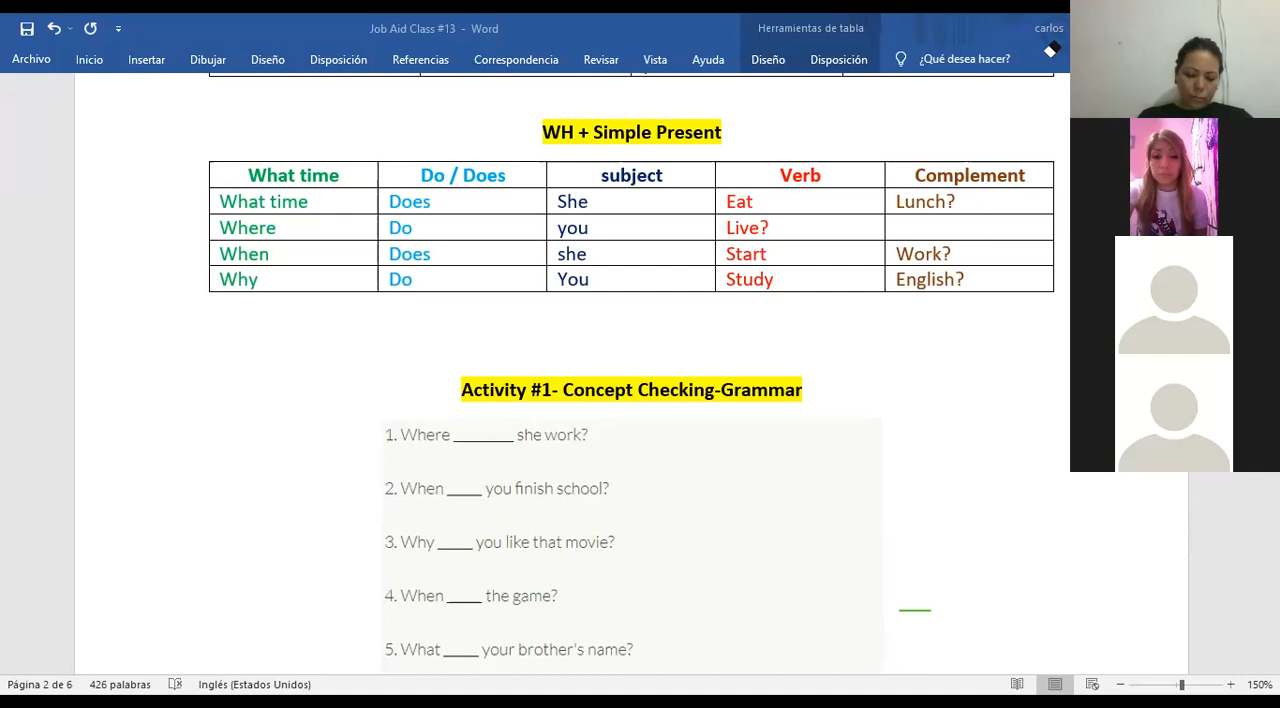 Job Aid Class #13 - Word
Herramientas de tabla
carlos
Archivo Inicio Insertar Dibujar Diseño Disposición Referencias Correspondencia Revisar Vista Ayuda Diseño Disposición ¿Qué desea hacer?
WH + Simple Present
What time Do / Does subject Verb Complement
What time Does She Eat Lunch?
Where Do you Live?
When Does she Start Work?
Why Do You Study English?
Activity #1- Concept Checking-Grammar
1. Where ________ she work?
2. When _____ you finish school?
3. Why _____ you like that movie?
4. When _____ the game?
5. What _____ your brother's name?
Página 2 de 6 426 palabras Inglés (Estados Unidos) 150%